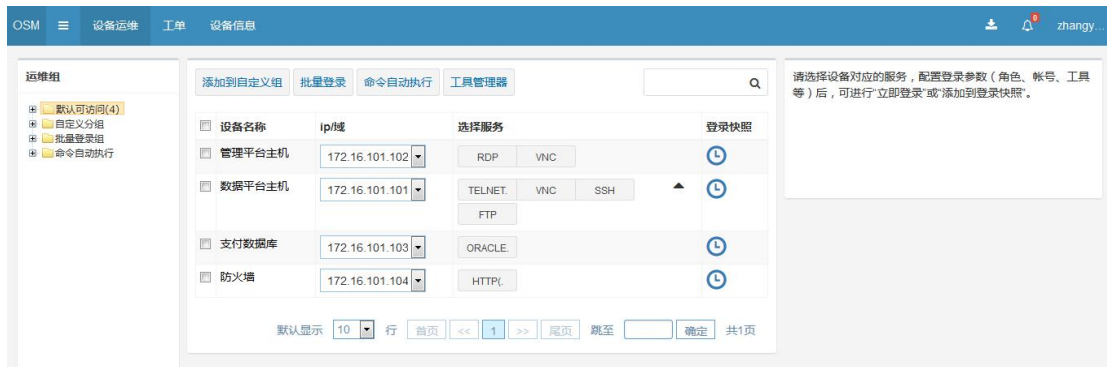 OSM 设备运维 工单 设备信息 0 zhangy...
运维组
默认可访问(4)
自定义分组
批量登录组
命令自动执行
添加到自定义组 批量登录 命令自动执行 工具管理器
设备名称 ip/域 选择服务 登录快照
管理平台主机 172.16.101.102 RDP VNC
数据平台主机 172.16.101.101 TELNET. VNC SSH
FTP
支付数据库 172.16.101.103 ORACLE.
防火墙 172.16.101.104 HTTP(.
默认显示 10 行 首页 << 1 >> 尾页 跳至 确定 共1页
请选择设备对应的服务，配置登录参数（角色、帐号、工具
等）后，可进行“立即登录”或“添加到登录快照”。